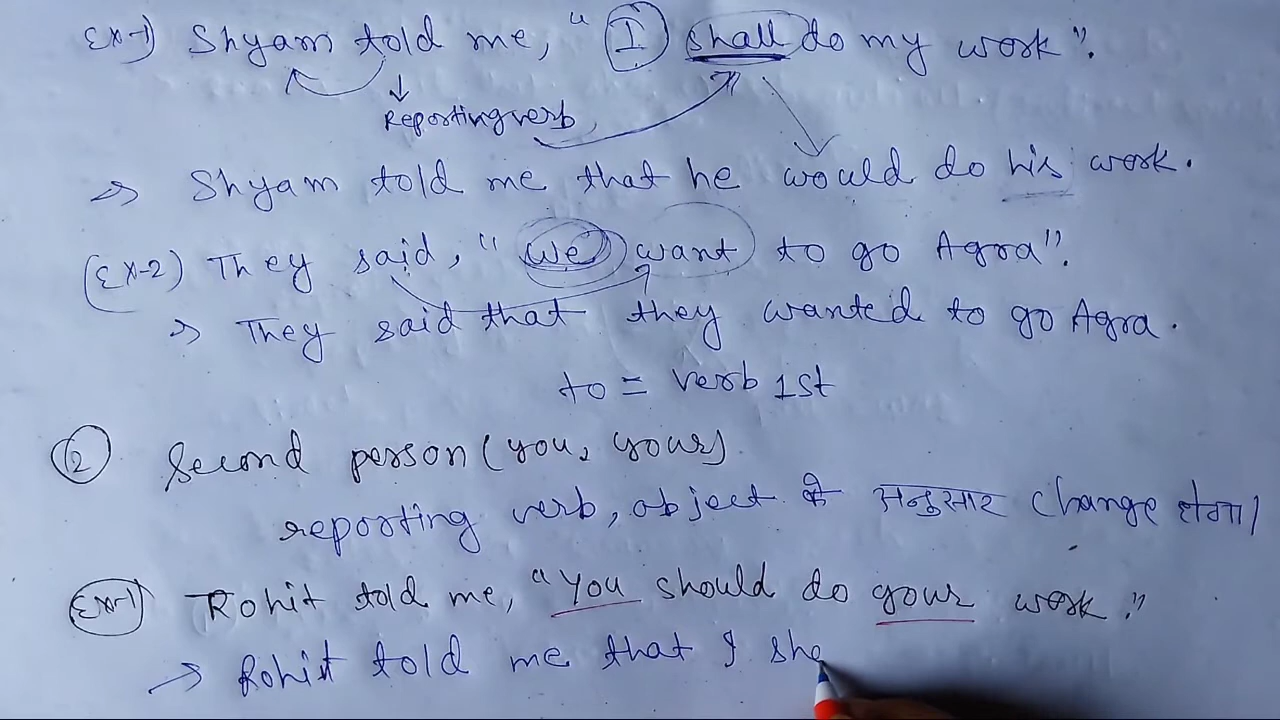 Ex-1) Shyam told me, "I shall do my work".
Reporting verb
→ Shyam told me that he would do his work.
(Ex-2) They said, "we want to go Agra".
→ They said that they wanted to go Agra.
to = verb 1st
2 Second person (you, yours)
reporting verb, object के अनुसार change होगा।
Ex-1) Rohit told me, "You should do your work."
→ Rohit told me that I sho